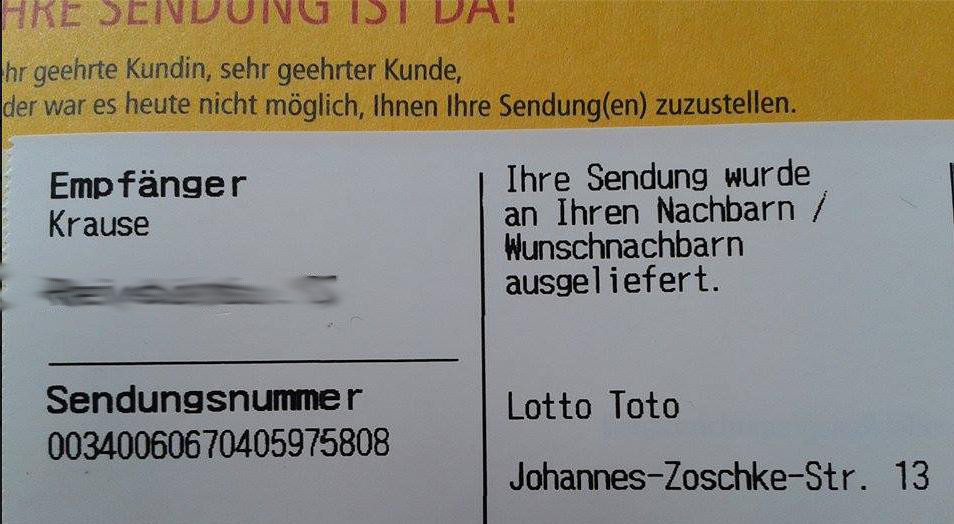 HRE SENDUNG IST DA!
hr geehrte Kundin, sehr geehrter Kunde,
der war es heute nicht möglich, Ihnen Ihre Sendung(en) zuzustellen.
Empfänger
Krause
Sendungsnummer
00340060670405975808
Ihre Sendung wurde
an Ihren Nachbarn /
Wunschnachbarn
ausgeliefert.
Lotto Toto
Johannes-Zoschke-Str. 13